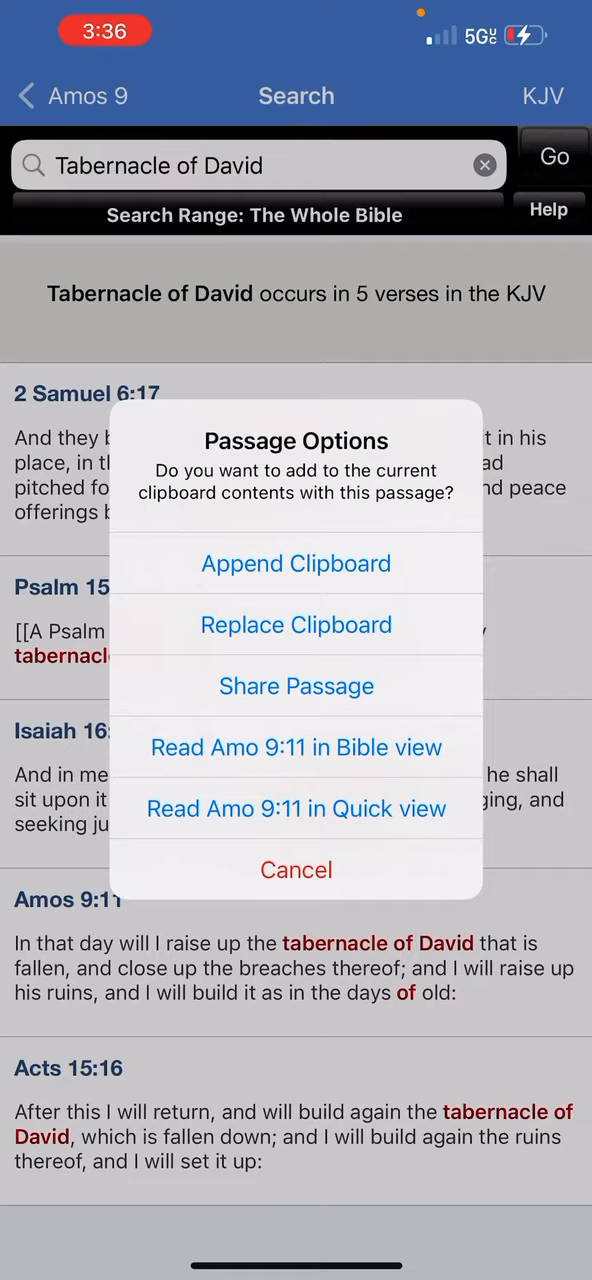 3:36
5G
Amos 9
Search
KJV
Tabernacle of David
Go
Search Range: The Whole Bible
Help
Tabernacle of David occurs in 5 verses in the KJV
2 Samuel 6:17
And they
t in his
place, in
pitched
nd peace
offerings
Passage Options
Do you want to add to the current
clipboard contents with this passage?
Append Clipboard
Replace Clipboard
Share Passage
Read Amo 9:11 in Bible view
Read Amo 9:11 in Quick view
Cancel
Psalm 15
[[A Psalm
Isaiah 16:
And in
he shall
sit upon it
ging, and
seeking
Amos 9:11
In that day will I raise up the tabernacle of David that is
fallen, and close up the breaches thereof; and I will raise up
his ruins, and I will build it as in the days of old:
Acts 15:16
After this I will return, and will build again the tabernacle of
David, which is fallen down; and I will build again the ruins
thereof, and I will set it up: